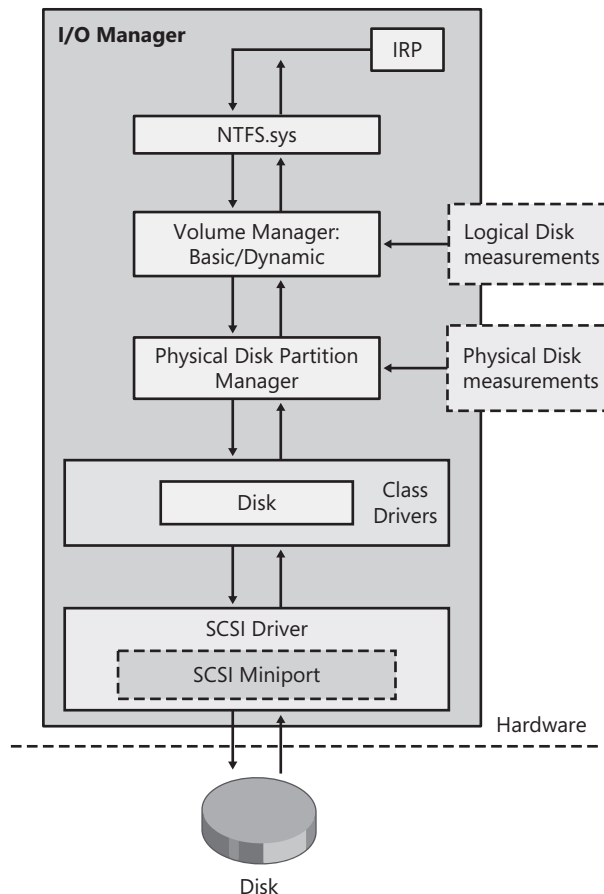 I/O Manager
IRP
NTFS.sys
Volume Manager:
Basic/Dynamic
Logical Disk
measurements
Physical Disk Partition
Manager
Physical Disk
measurements
Disk
Class
Drivers
SCSI Driver
SCSI Miniport
Hardware
Disk